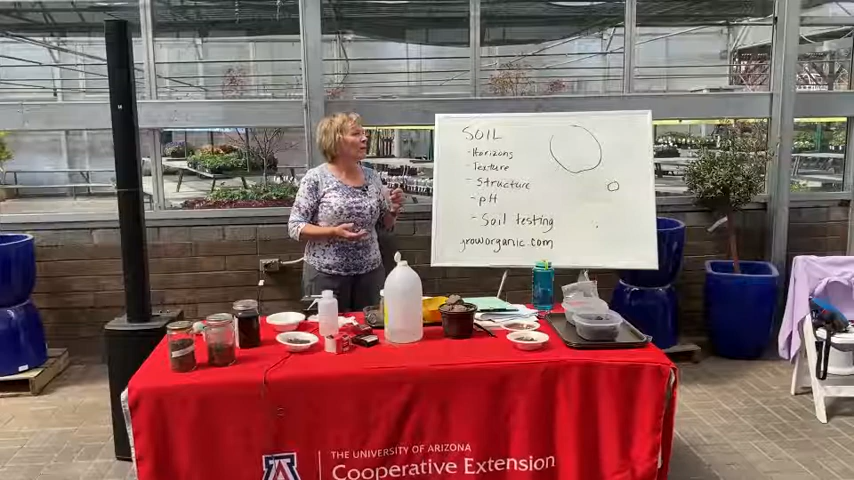 SOIL
- Horizons
- Texture
- Structure
- pH
- Soil testing
groworganic.com
THE UNIVERSITY OF ARIZONA
A
Cooperative Extension